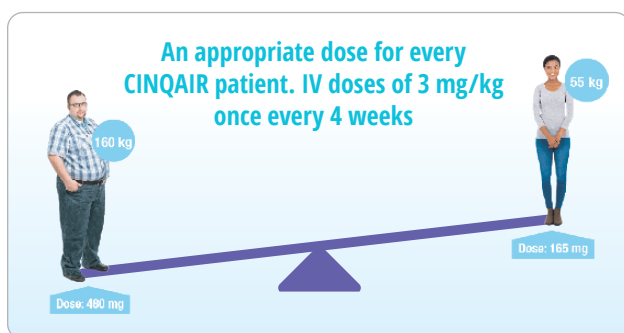 An appropriate dose for every
CINQAIR patient. IV doses of 3 mg/kg
once every 4 weeks
55 kg
160 kg
Dose: 165 mg
Dose: 480 mg